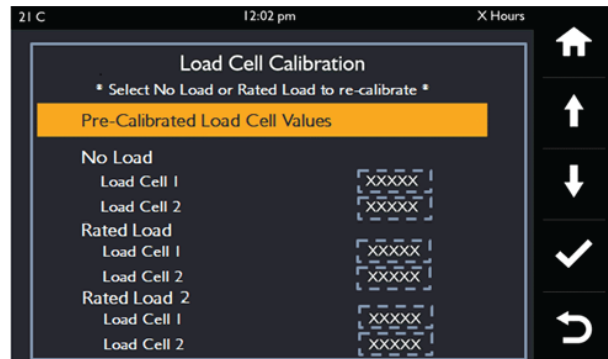 21 C 12:02 pm X Hours
Load Cell Calibration
* Select No Load or Rated Load to re-calibrate *
Pre-Calibrated Load Cell Values
No Load
Load Cell 1 XXXXX
Load Cell 2 XXXXX
Rated Load
Load Cell 1 XXXXX
Load Cell 2 XXXXX
Rated Load 2
Load Cell 1 XXXXX
Load Cell 2 XXXXX